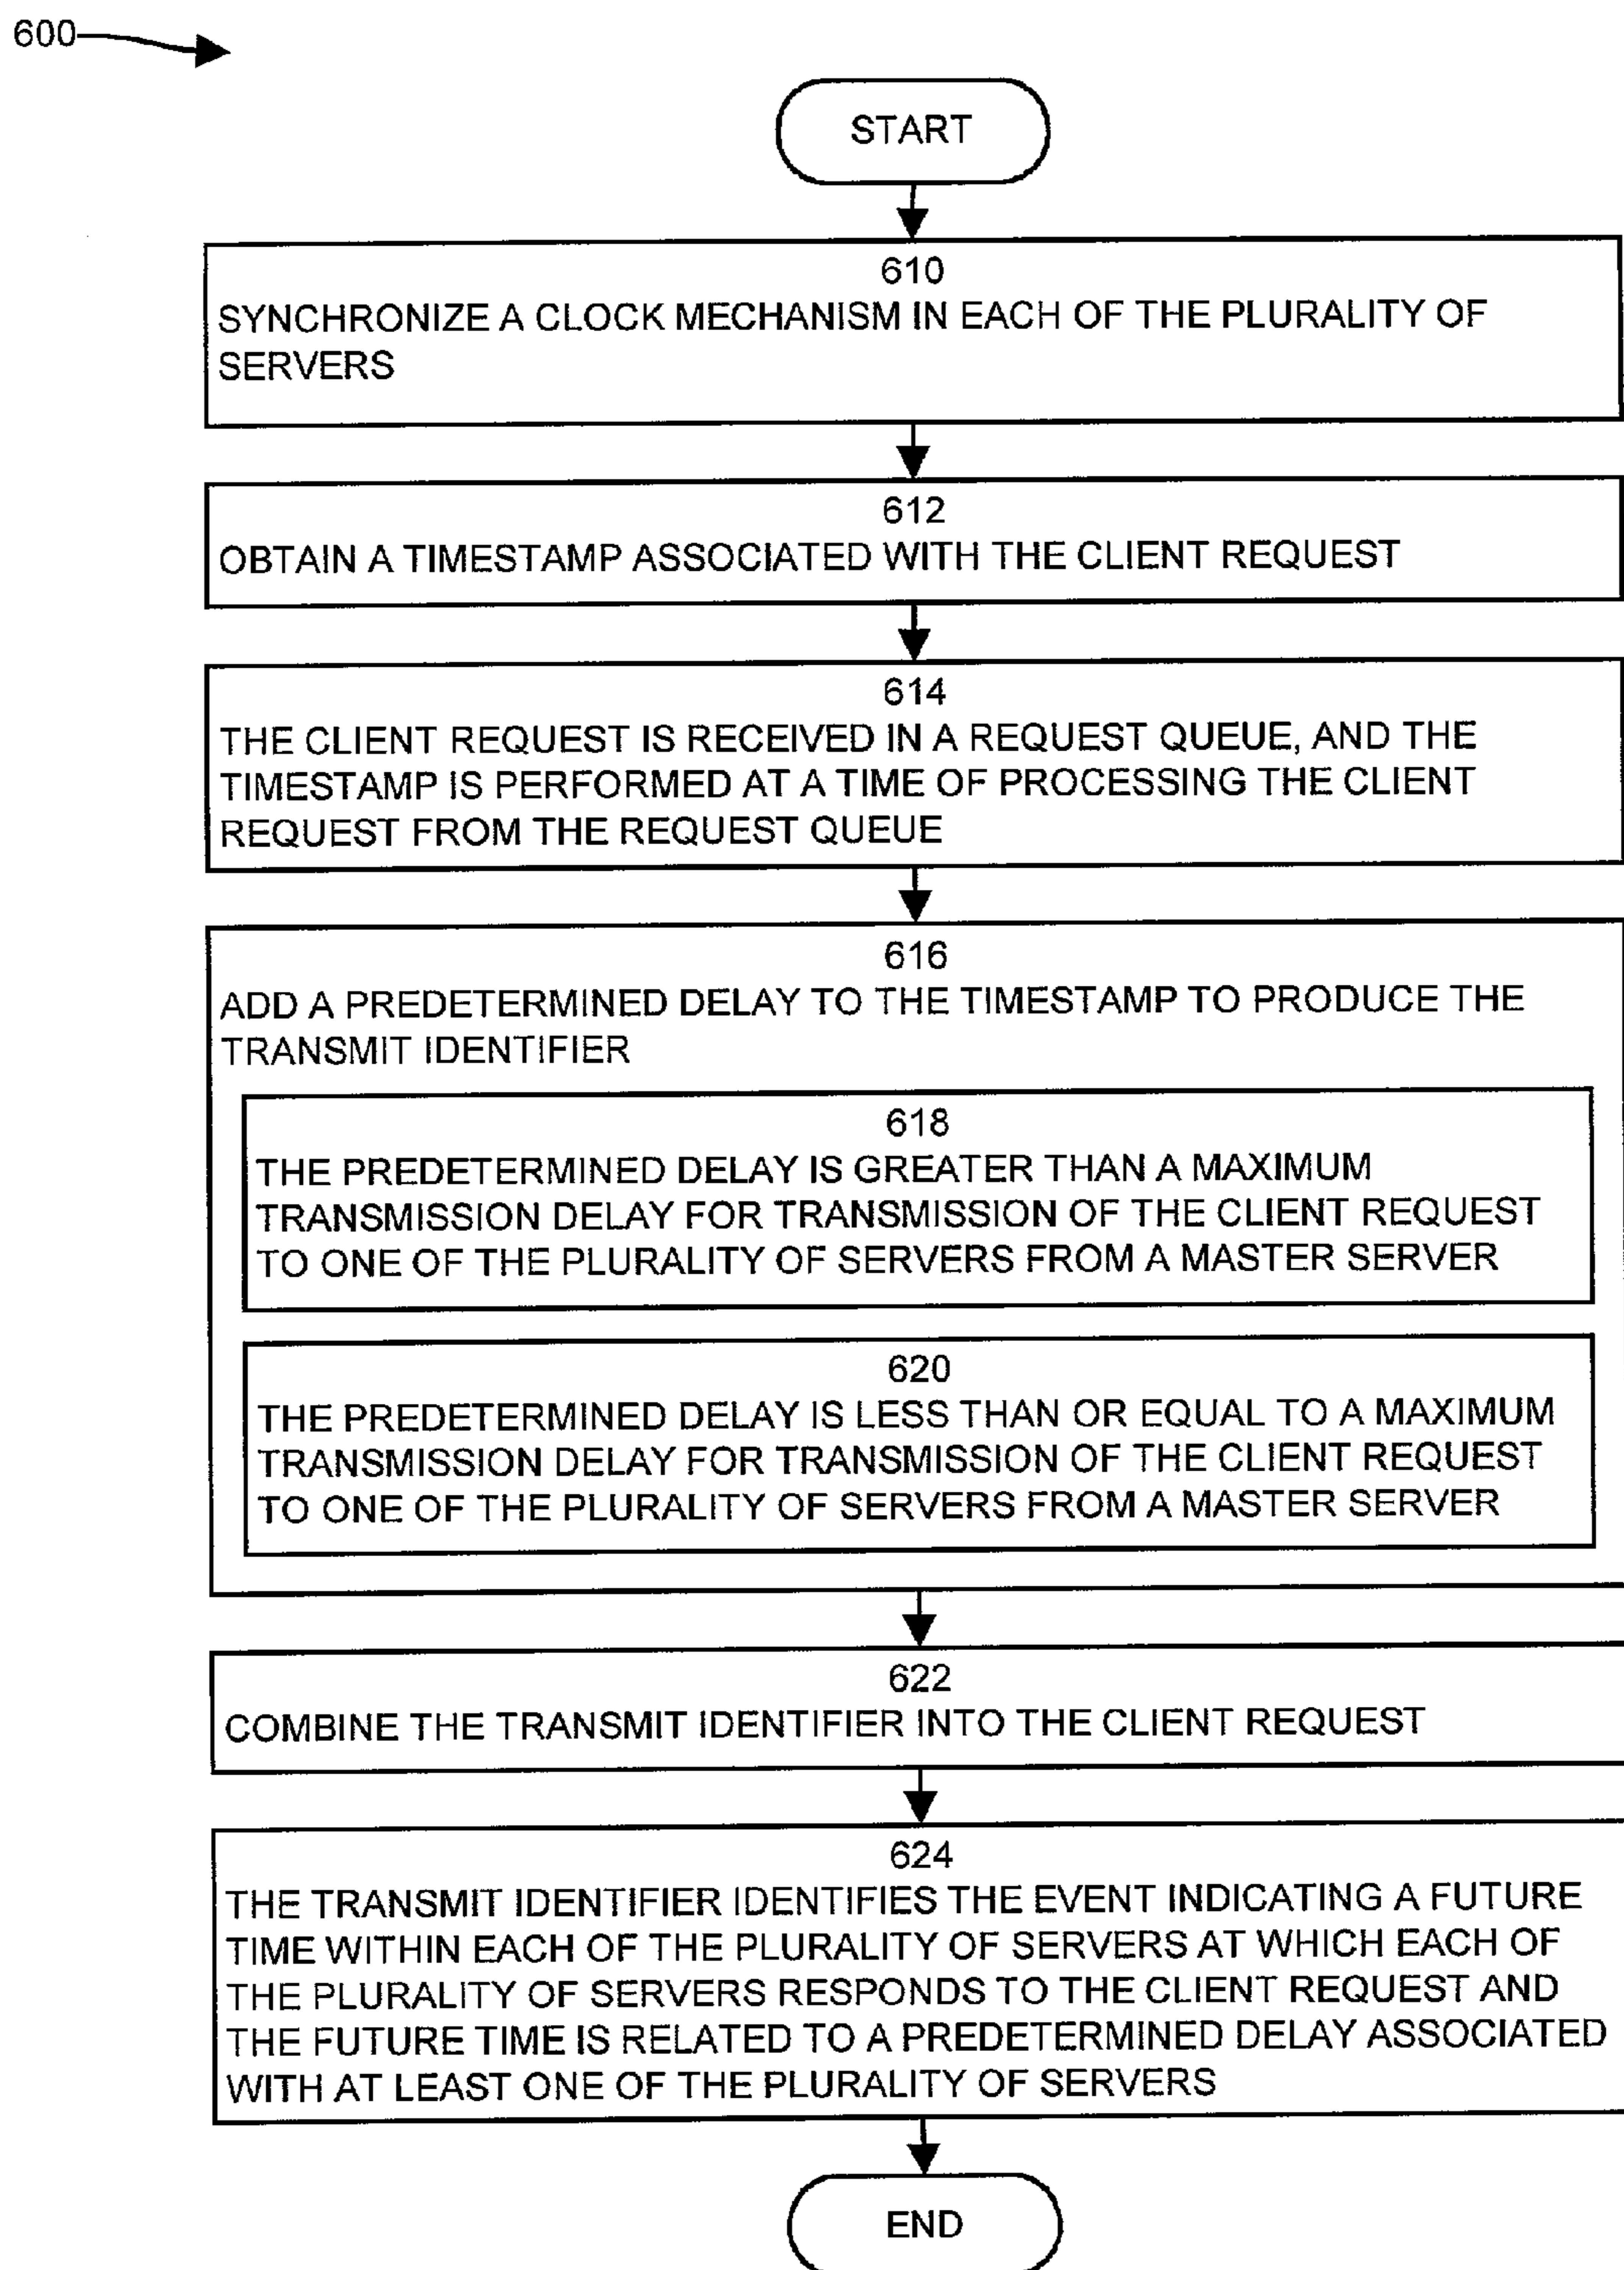 600
START
610
SYNCHRONIZE A CLOCK MECHANISM IN EACH OF THE PLURALITY OF
SERVERS
612
OBTAIN A TIMESTAMP ASSOCIATED WITH THE CLIENT REQUEST
614
THE CLIENT REQUEST IS RECEIVED IN A REQUEST QUEUE, AND THE
TIMESTAMP IS PERFORMED AT A TIME OF PROCESSING THE CLIENT
REQUEST FROM THE REQUEST QUEUE
616
ADD A PREDETERMINED DELAY TO THE TIMESTAMP TO PRODUCE THE
TRANSMIT IDENTIFIER
618
THE PREDETERMINED DELAY IS GREATER THAN A MAXIMUM
TRANSMISSION DELAY FOR TRANSMISSION OF THE CLIENT REQUEST
TO ONE OF THE PLURALITY OF SERVERS FROM A MASTER SERVER
620
THE PREDETERMINED DELAY IS LESS THAN OR EQUAL TO A MAXIMUM
TRANSMISSION DELAY FOR TRANSMISSION OF THE CLIENT REQUEST
TO ONE OF THE PLURALITY OF SERVERS FROM A MASTER SERVER
622
COMBINE THE TRANSMIT IDENTIFIER INTO THE CLIENT REQUEST
624
THE TRANSMIT IDENTIFIER IDENTIFIES THE EVENT INDICATING A FUTURE
TIME WITHIN EACH OF THE PLURALITY OF SERVERS AT WHICH EACH OF
THE PLURALITY OF SERVERS RESPONDS TO THE CLIENT REQUEST AND
THE FUTURE TIME IS RELATED TO A PREDETERMINED DELAY ASSOCIATED
WITH AT LEAST ONE OF THE PLURALITY OF SERVERS
END